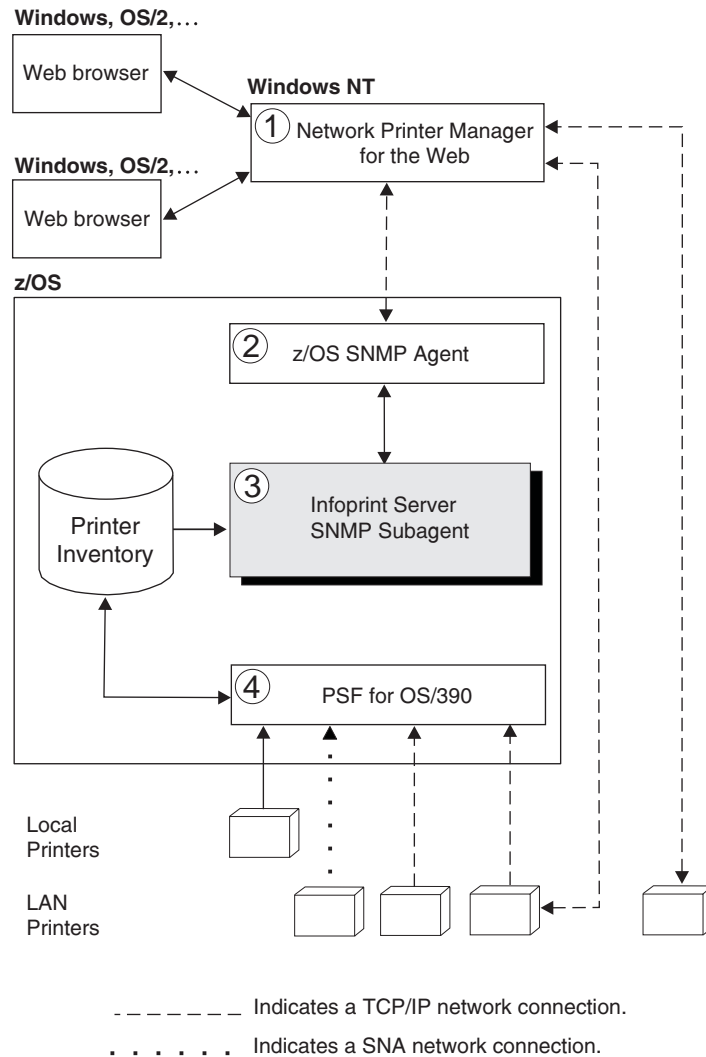 Windows, OS/2,...
Web browser
Windows NT
1 Network Printer Manager
for the Web
Windows, OS/2,...
Web browser
z/OS
2 z/OS SNMP Agent
3 Infoprint Server
SNMP Subagent
Printer
Inventory
4 PSF for OS/390
Local
Printers
LAN
Printers
Indicates a TCP/IP network connection.
Indicates a SNA network connection.